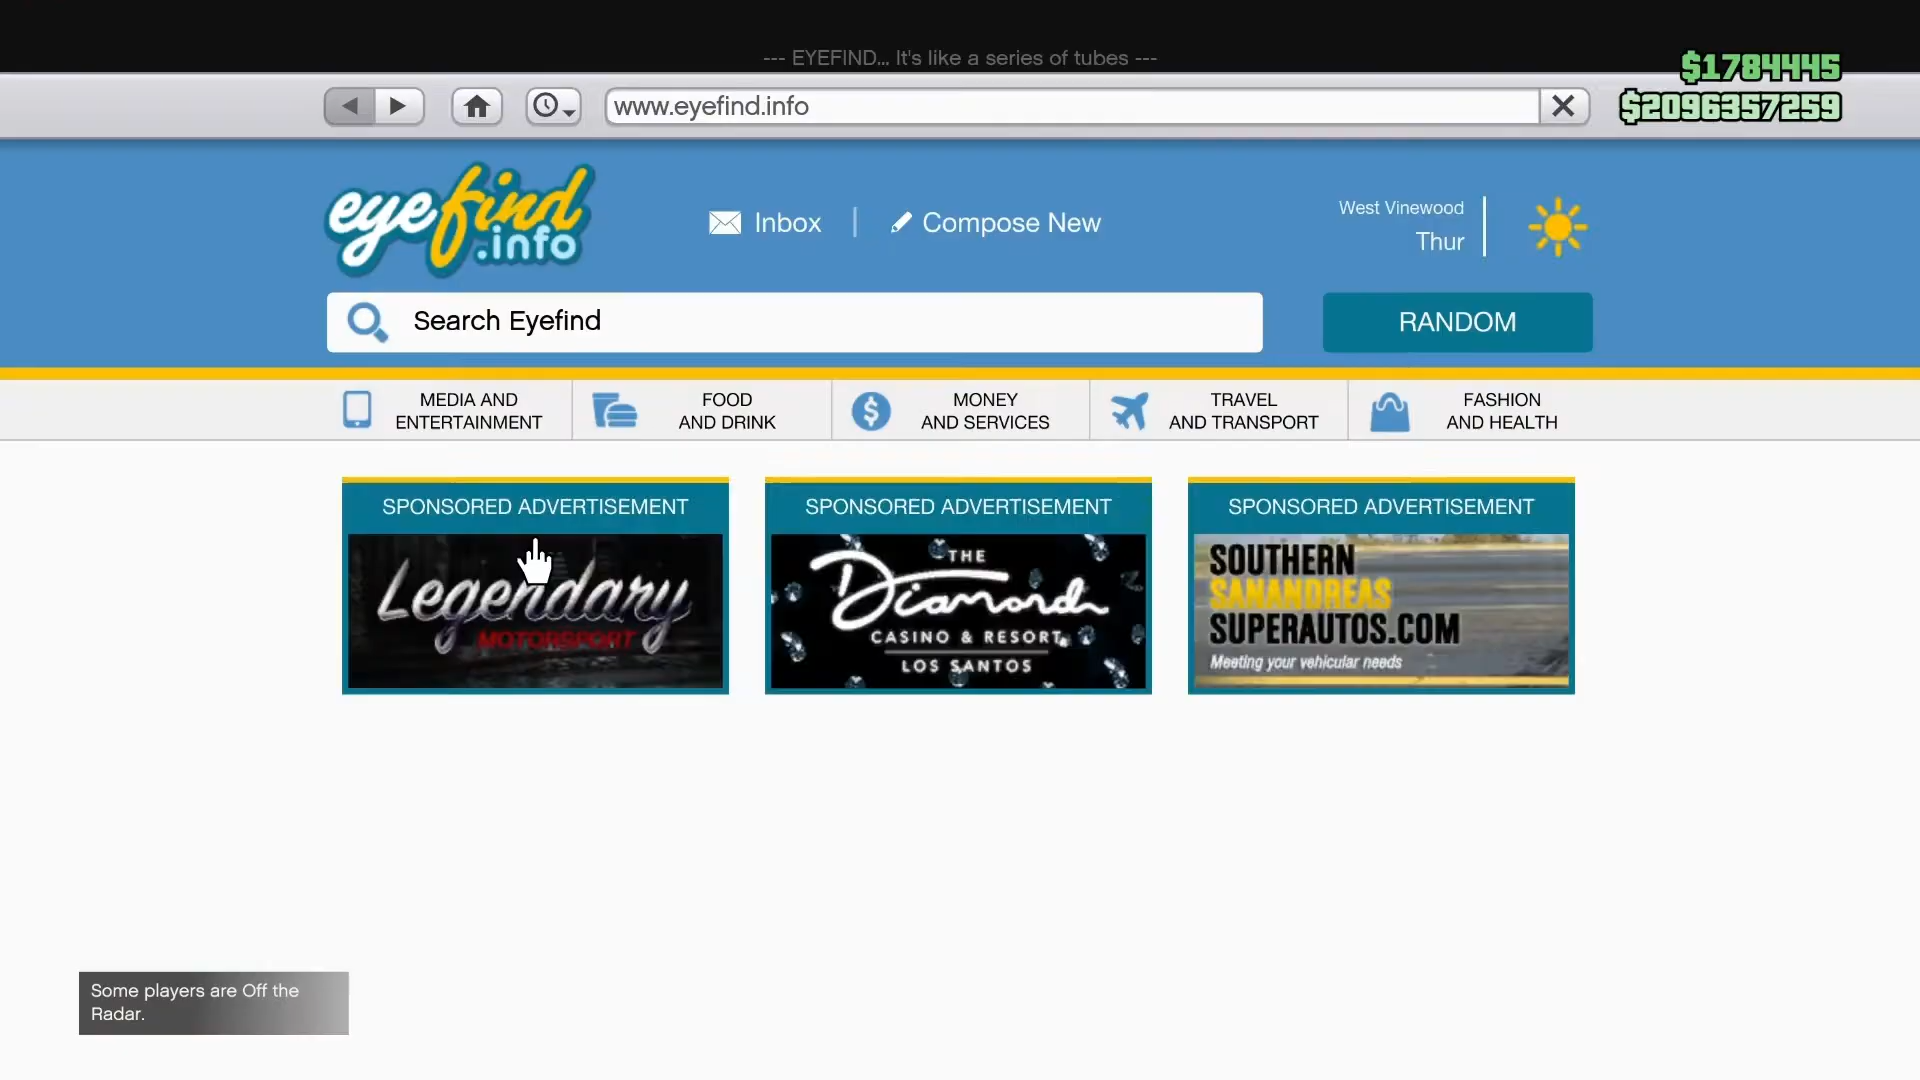 --- EYEFIND... It's like a series of tubes ---
$1784445
www.eyefind.info
$2096357259
eyefind
.info
Inbox
Compose New
West Vinewood
Thur
Search Eyefind
RANDOM
MEDIA AND
ENTERTAINMENT
FOOD
AND DRINK
MONEY
AND SERVICES
TRAVEL
AND TRANSPORT
FASHION
AND HEALTH
SPONSORED ADVERTISEMENT
Legendary
MOTORSPORT
SPONSORED ADVERTISEMENT
THE
Diamond
CASINO & RESORT
LOS SANTOS
SPONSORED ADVERTISEMENT
SOUTHERN
SANANDREAS
SUPERAUTOS.COM
Meeting your vehicular needs
Some players are Off the
Radar.